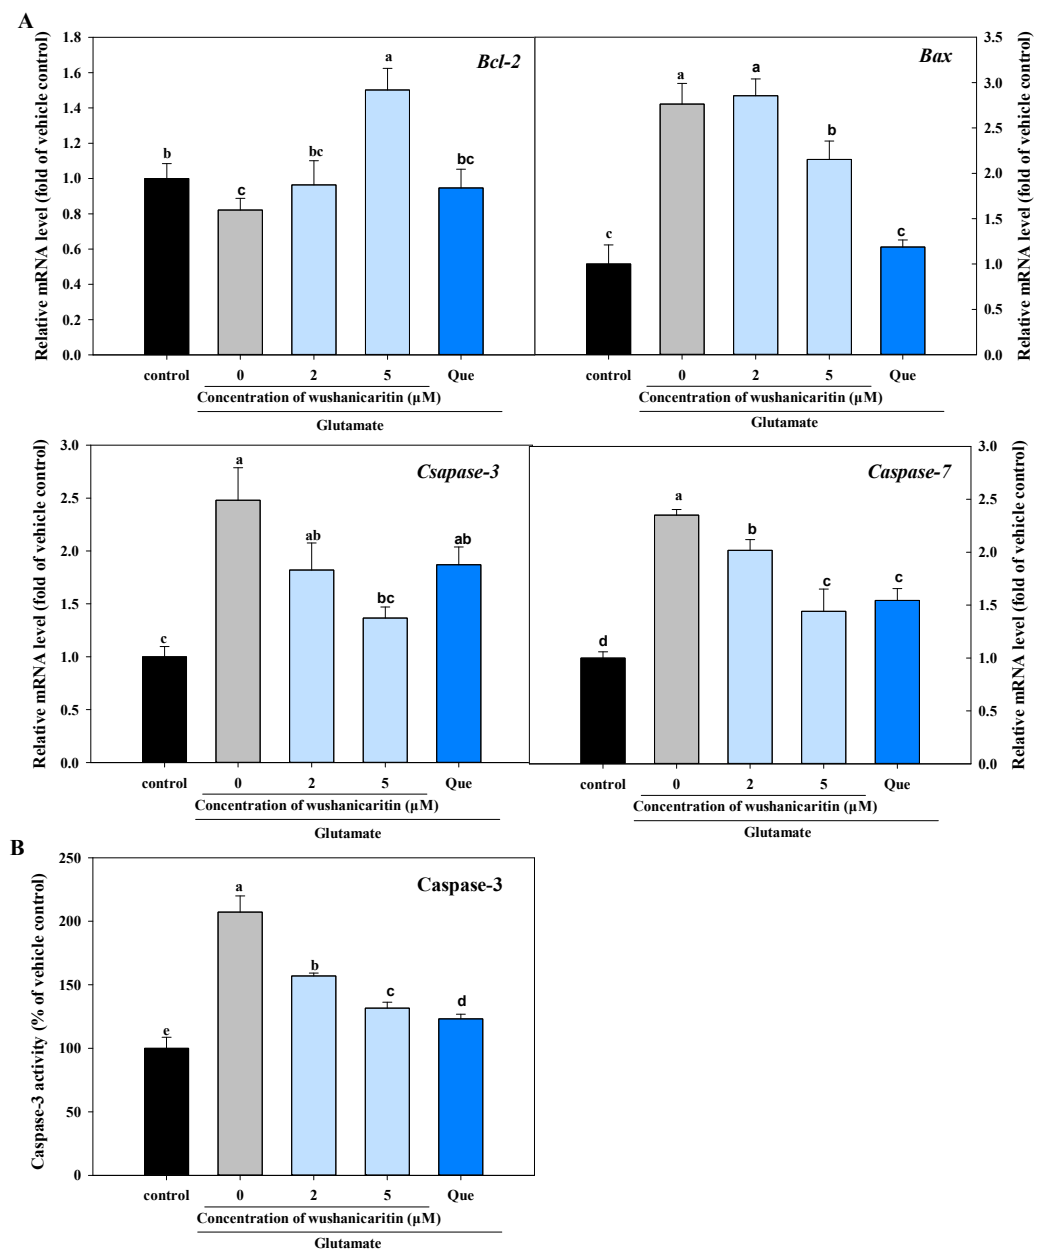 A
Relative mRNA level (fold of vehicle control)
1.8
1.6
1.4
1.2
1.0
0.8
0.6
0.4
0.2
0.0
Bcl-2
b
c
bc
a
bc
control 0 2 5 Que
Concentration of wushanicaritin (µM)
Glutamate
Bax
c
a
a
b
c
3.5
3.0
2.5
2.0
1.5
1.0
0.5
0.0
Relative mRNA level (fold of vehicle control)
control 0 2 5 Que
Concentration of wushanicaritin (µM)
Glutamate
Relative mRNA level (fold of vehicle control)
3.0
2.5
2.0
1.5
1.0
0.5
0.0
Csapase-3
c
a
ab
bc
ab
control 0 2 5 Que
Concentration of wushanicaritin (µM)
Glutamate
Caspase-7
d
a
b
c
c
3.0
2.5
2.0
1.5
1.0
0.5
0.0
Relative mRNA level (fold of vehicle control)
control 0 2 5 Que
Concentration of wushanicaritin (µM)
Glutamate
B
Caspase-3 activity (% of vehicle control)
250
200
150
100
50
0
Caspase-3
e
a
b
c
d
control 0 2 5 Que
Concentration of wushanicaritin (µM)
Glutamate